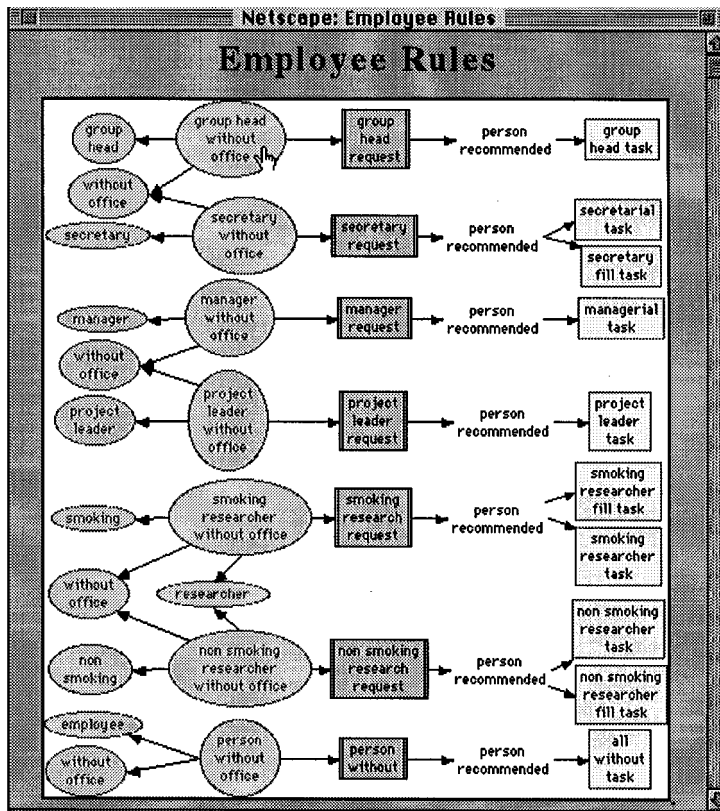 Netscape: Employee Rules
Employee Rules
group
head
group head
without
office
group
head
request
person
recommended
group
head task
without
office
secretary
secretary
without
office
secretary
request
person
recommended
secretarial
task
secretary
fill task
manager
manager
without
office
manager
request
person
recommended
managerial
task
without
office
project
leader
project
leader
without
office
project
leader
request
person
recommended
project
leader
task
smoking
smoking
researcher
without office
smoking
research
request
person
recommended
smoking
researcher
fill task
smoking
researcher
task
without
office
researcher
non
smoking
non smoking
researcher
without office
non smoking
research
request
person
recommended
non smoking
researcher
task
non smoking
researcher
fill task
employee
without
office
person
without
office
person
without
person
recommended
all
without
task